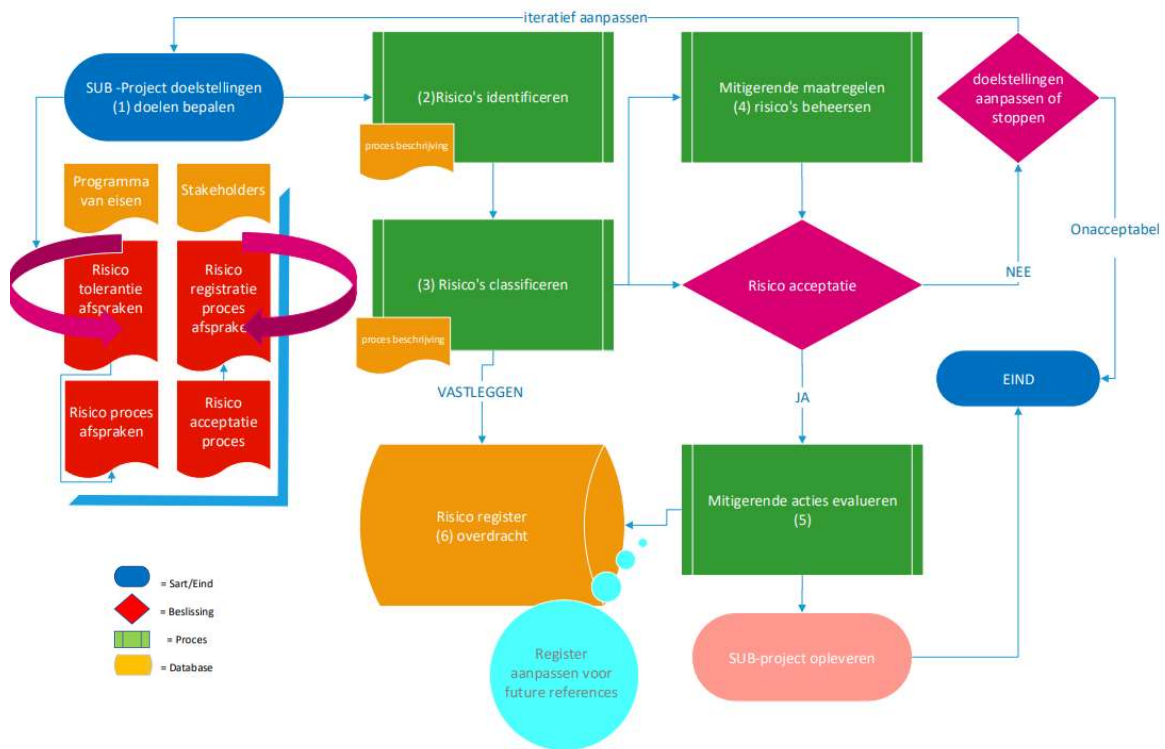 iteratief aanpassen
SUB -Project doelstellingen
(1) doelen bepalen
(2)Risico's identificeren
proces beschrijving
Mitigerende maatregelen
(4) risico's beheersen
doelstellingen
aanpassen of
stoppen
Programma
van eisen
Stakeholders
Onacceptabel
Risico
tolerantie
afspraken
Risico
registratie
proces
afspraken
(3) Risico's classificeren
proces beschrijving
Risico acceptatie
NEE
Risico proces
afspraken
Risico
acceptatie
proces
VASTLEGGEN
JA
EIND
Risico register
(6) overdracht
Mitigerende acties evalueren
(5)
= Sart/Eind
= Beslissing
= Proces
= Database
Register
aanpassen voor
future references
SUB-project opleveren